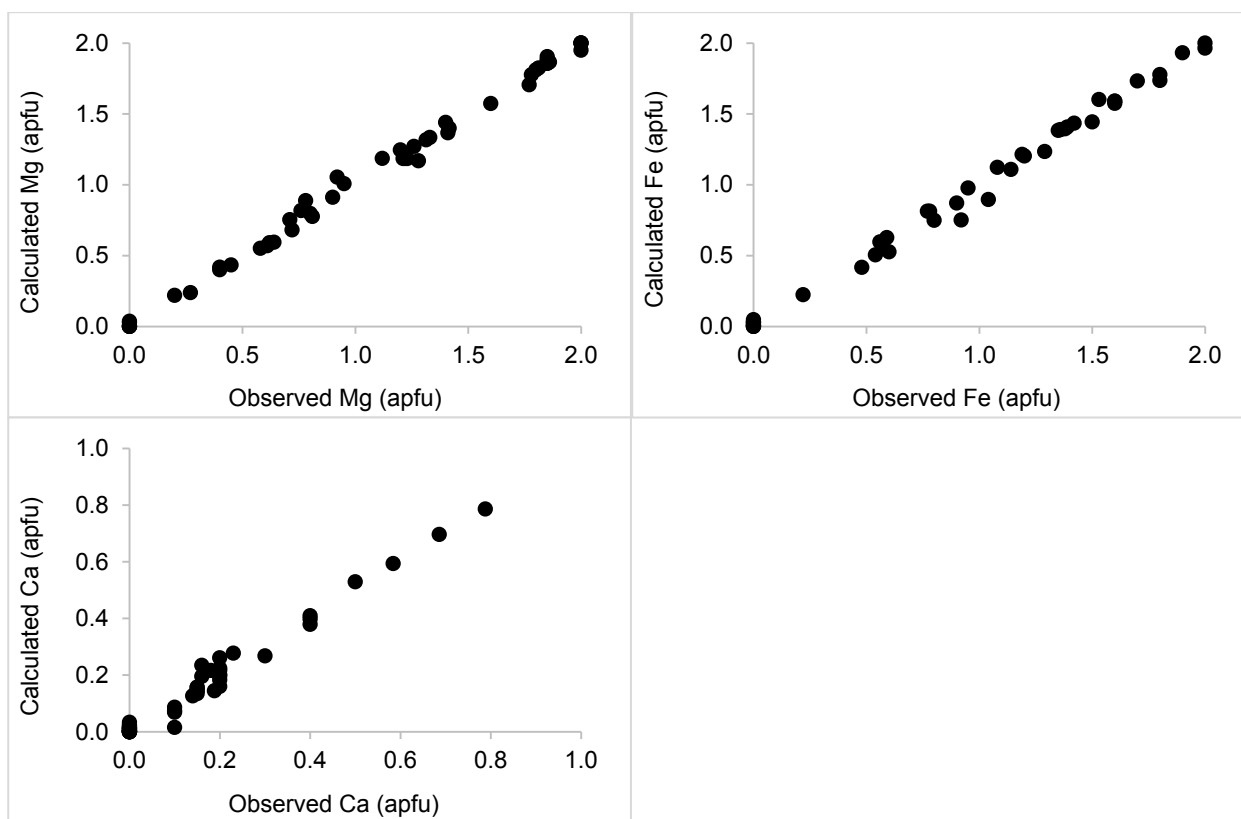 Calculated Mg (apfu)
2.0
1.5
1.0
0.5
0.0
0.0 0.5 1.0 1.5 2.0
Observed Mg (apfu)
Calculated Fe (apfu)
2.0
1.5
1.0
0.5
0.0
0.0 0.5 1.0 1.5 2.0
Observed Fe (apfu)
Calculated Ca (apfu)
1.0
0.8
0.6
0.4
0.2
0.0
0.0 0.2 0.4 0.6 0.8 1.0
Observed Ca (apfu)